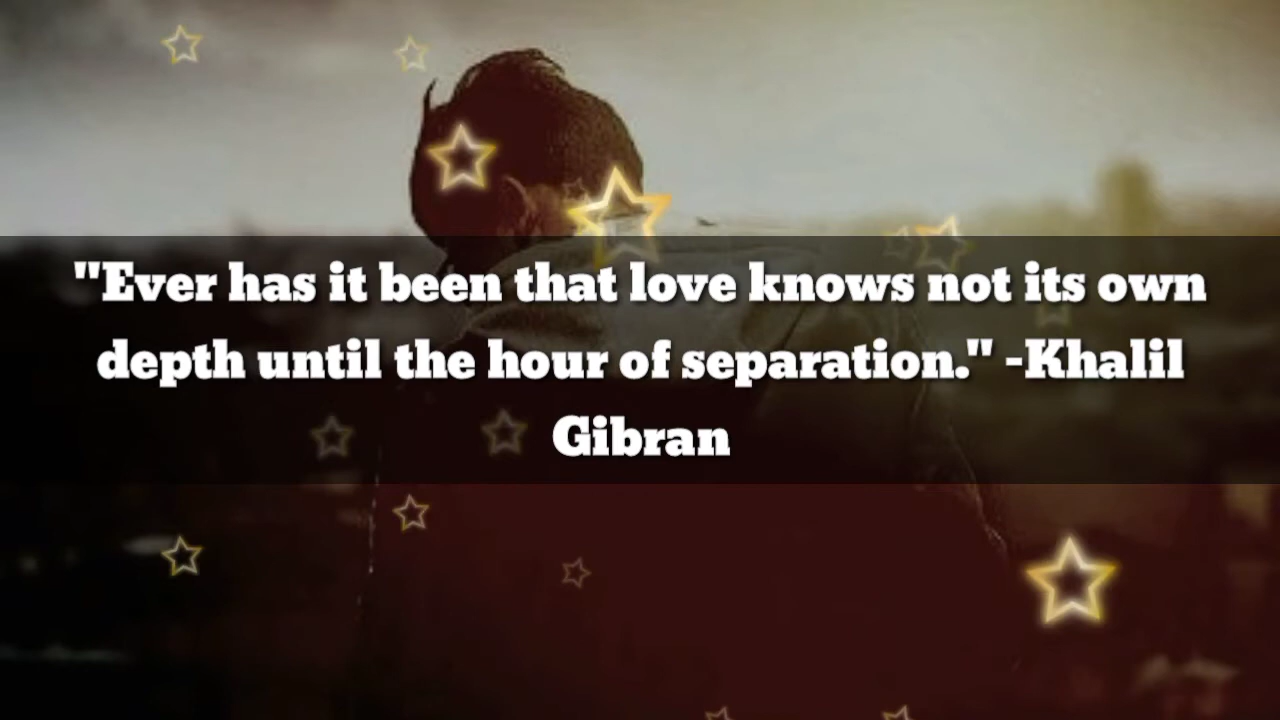 "Ever has it been that love knows not its own
depth until the hour of separation." -Khalil
Gibran